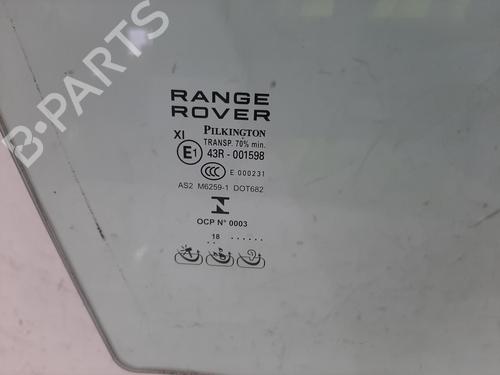 B-PARTS
RANGE
ROVER
XI PILKINGTON
TRANSP. 70% min.
E1 43R - 001598
CCC E 000231
AS2 M6259-1 DOT682
OCP N° 0003
18 ......